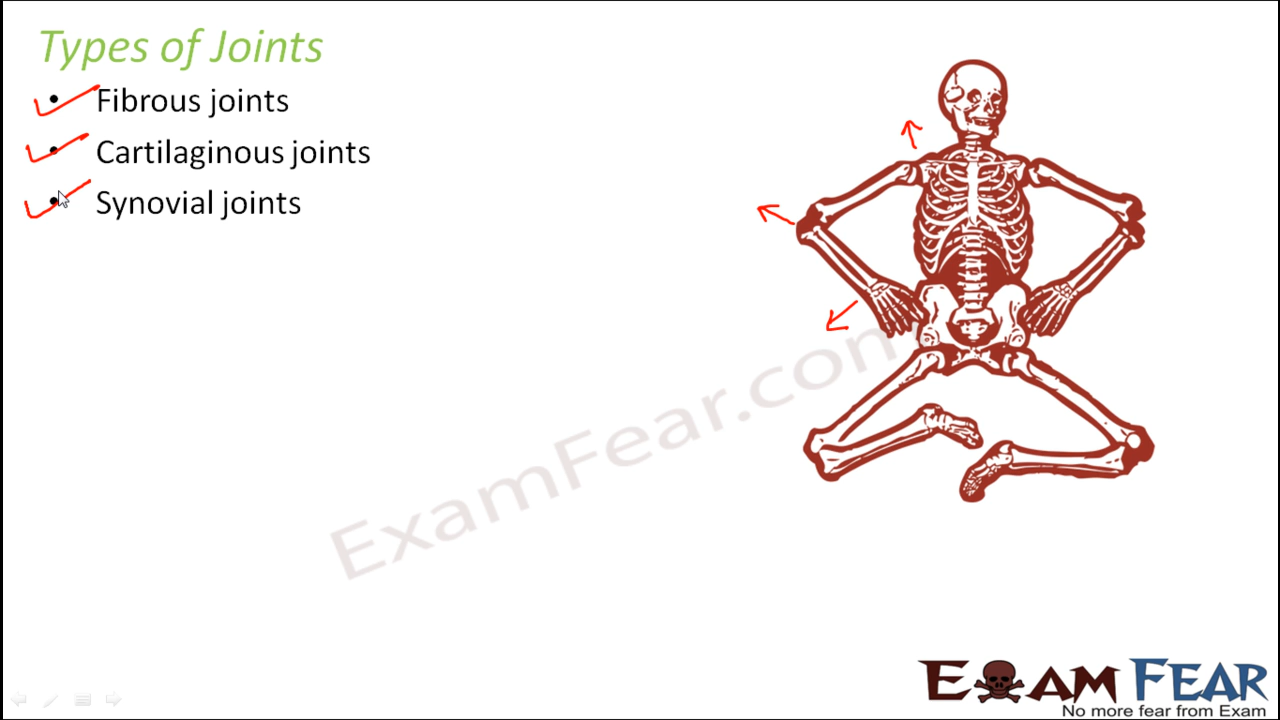 Types of Joints
• Fibrous joints
• Cartilaginous joints
• Synovial joints
ExamFear.com
EXAM FEAR
No more fear from Exam